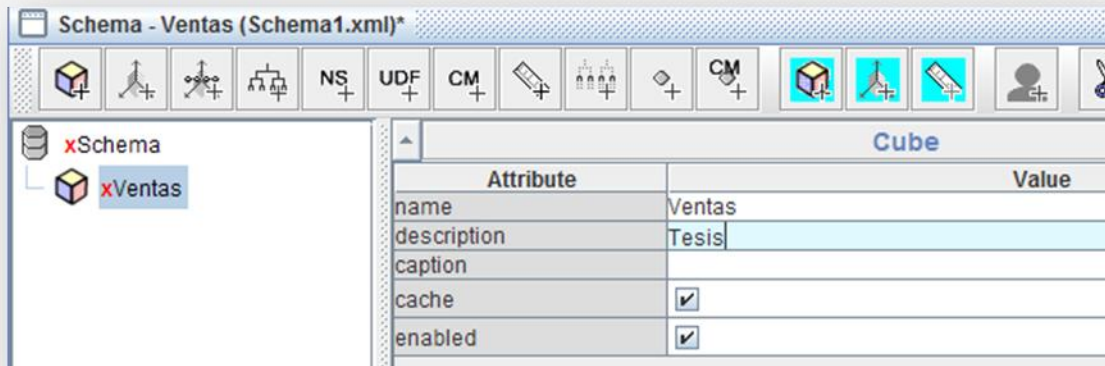 Schema - Ventas (Schema1.xml)*
NS UDF CM CM
xSchema
xVentas
Cube
Attribute Value
name Ventas
description Tesis
caption
cache
enabled